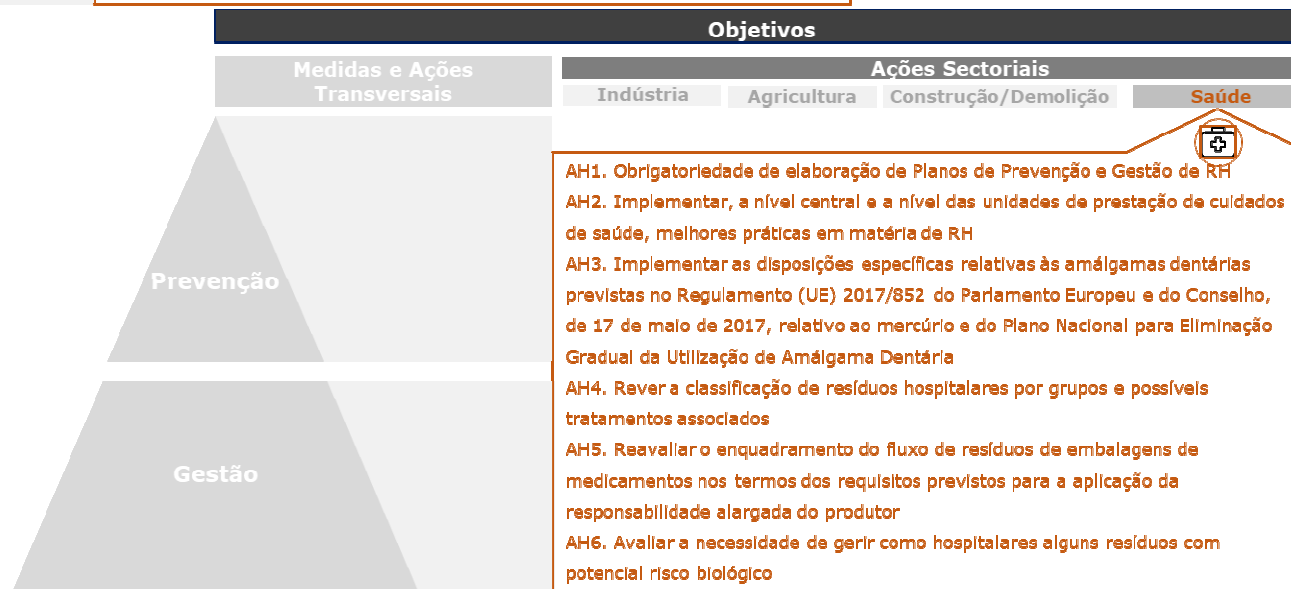 Objetivos
Medidas e Ações
Transversais
Ações Sectoriais
Indústria
Agricultura
Construção/Demolição
Saúde
AH1. Obrigatoriedade de elaboração de Planos de Prevenção e Gestão de RH
AH2. Implementar, a nível central e a nível das unidades de prestação de cuidados
de saúde, melhores práticas em matéria de RH
AH3. Implementar as disposições específicas relativas às amálgamas dentárias
previstas no Regulamento (UE) 2017/852 do Parlamento Europeu e do Conselho,
de 17 de maio de 2017, relativo ao mercúrio e do Plano Nacional para Eliminação
Gradual da Utilização de Amálgama Dentária
AH4. Rever a classificação de resíduos hospitalares por grupos e possíveis
tratamentos associados
AH5. Reavaliar o enquadramento do fluxo de resíduos de embalagens de
medicamentos nos termos dos requisitos previstos para a aplicação da
responsabilidade alargada do produtor
AH6. Avaliar a necessidade de gerir como hospitalares alguns resíduos com
potencial risco biológico
Prevenção
Gestão